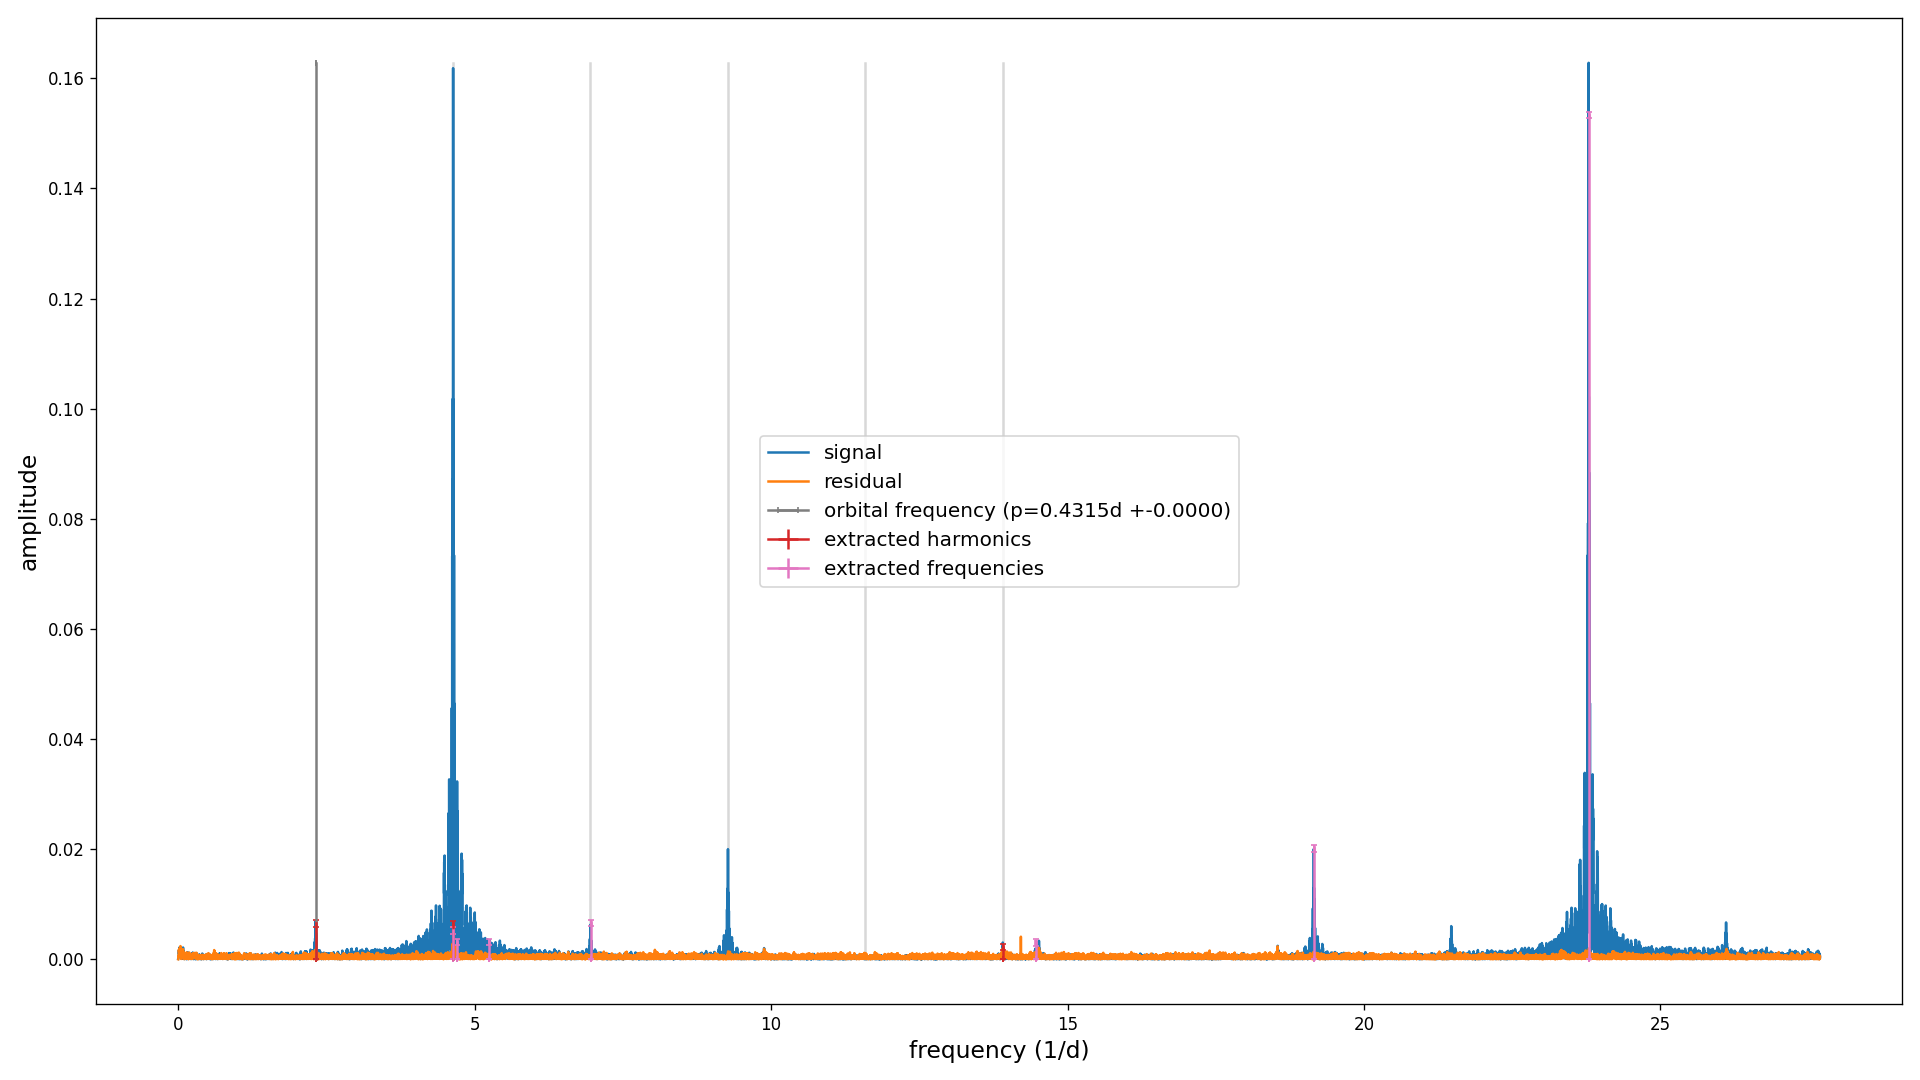 0.16
0.14
0.12
0.10
0.08
0.06
0.04
0.02
0.00
amplitude
signal
residual
orbital frequency (p=0.4315d +-0.0000)
extracted harmonics
extracted frequencies
0 5 10 15 20 25
frequency (1/d)